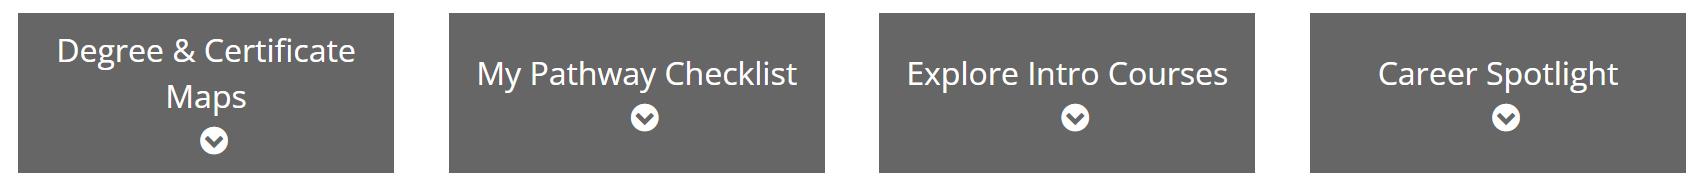 Degree & Certificate
Maps
My Pathway Checklist
Explore Intro Courses
Career Spotlight